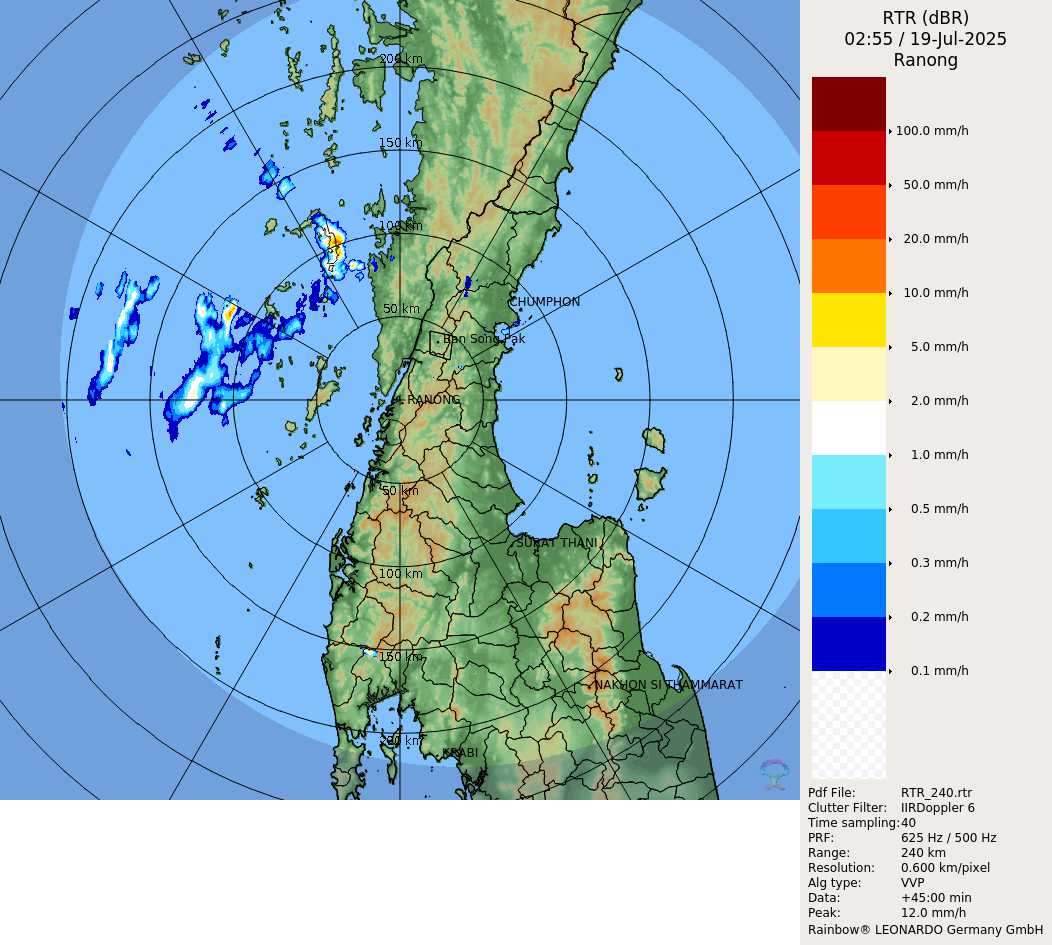 200 km
150 km
100 km
50 km
CHUMPHON
Ban Song Pak
RANONG
50 km
SURAT THANI
100 km
150 km
NAKHON SI THAMMARAT
200 km
KRABI
RTR (dBR)
02:55 / 19-Jul-2025
Ranong
100.0 mm/h
50.0 mm/h
20.0 mm/h
10.0 mm/h
5.0 mm/h
2.0 mm/h
1.0 mm/h
0.5 mm/h
0.3 mm/h
0.2 mm/h
0.1 mm/h
Pdf File: RTR_240.rtr
Clutter Filter: IIRDoppler 6
Time sampling:40
PRF: 625 Hz / 500 Hz
Range: 240 km
Resolution: 0.600 km/pixel
Alg type: VVP
Data: +45:00 min
Peak: 12.0 mm/h
Rainbow® LEONARDO Germany GmbH